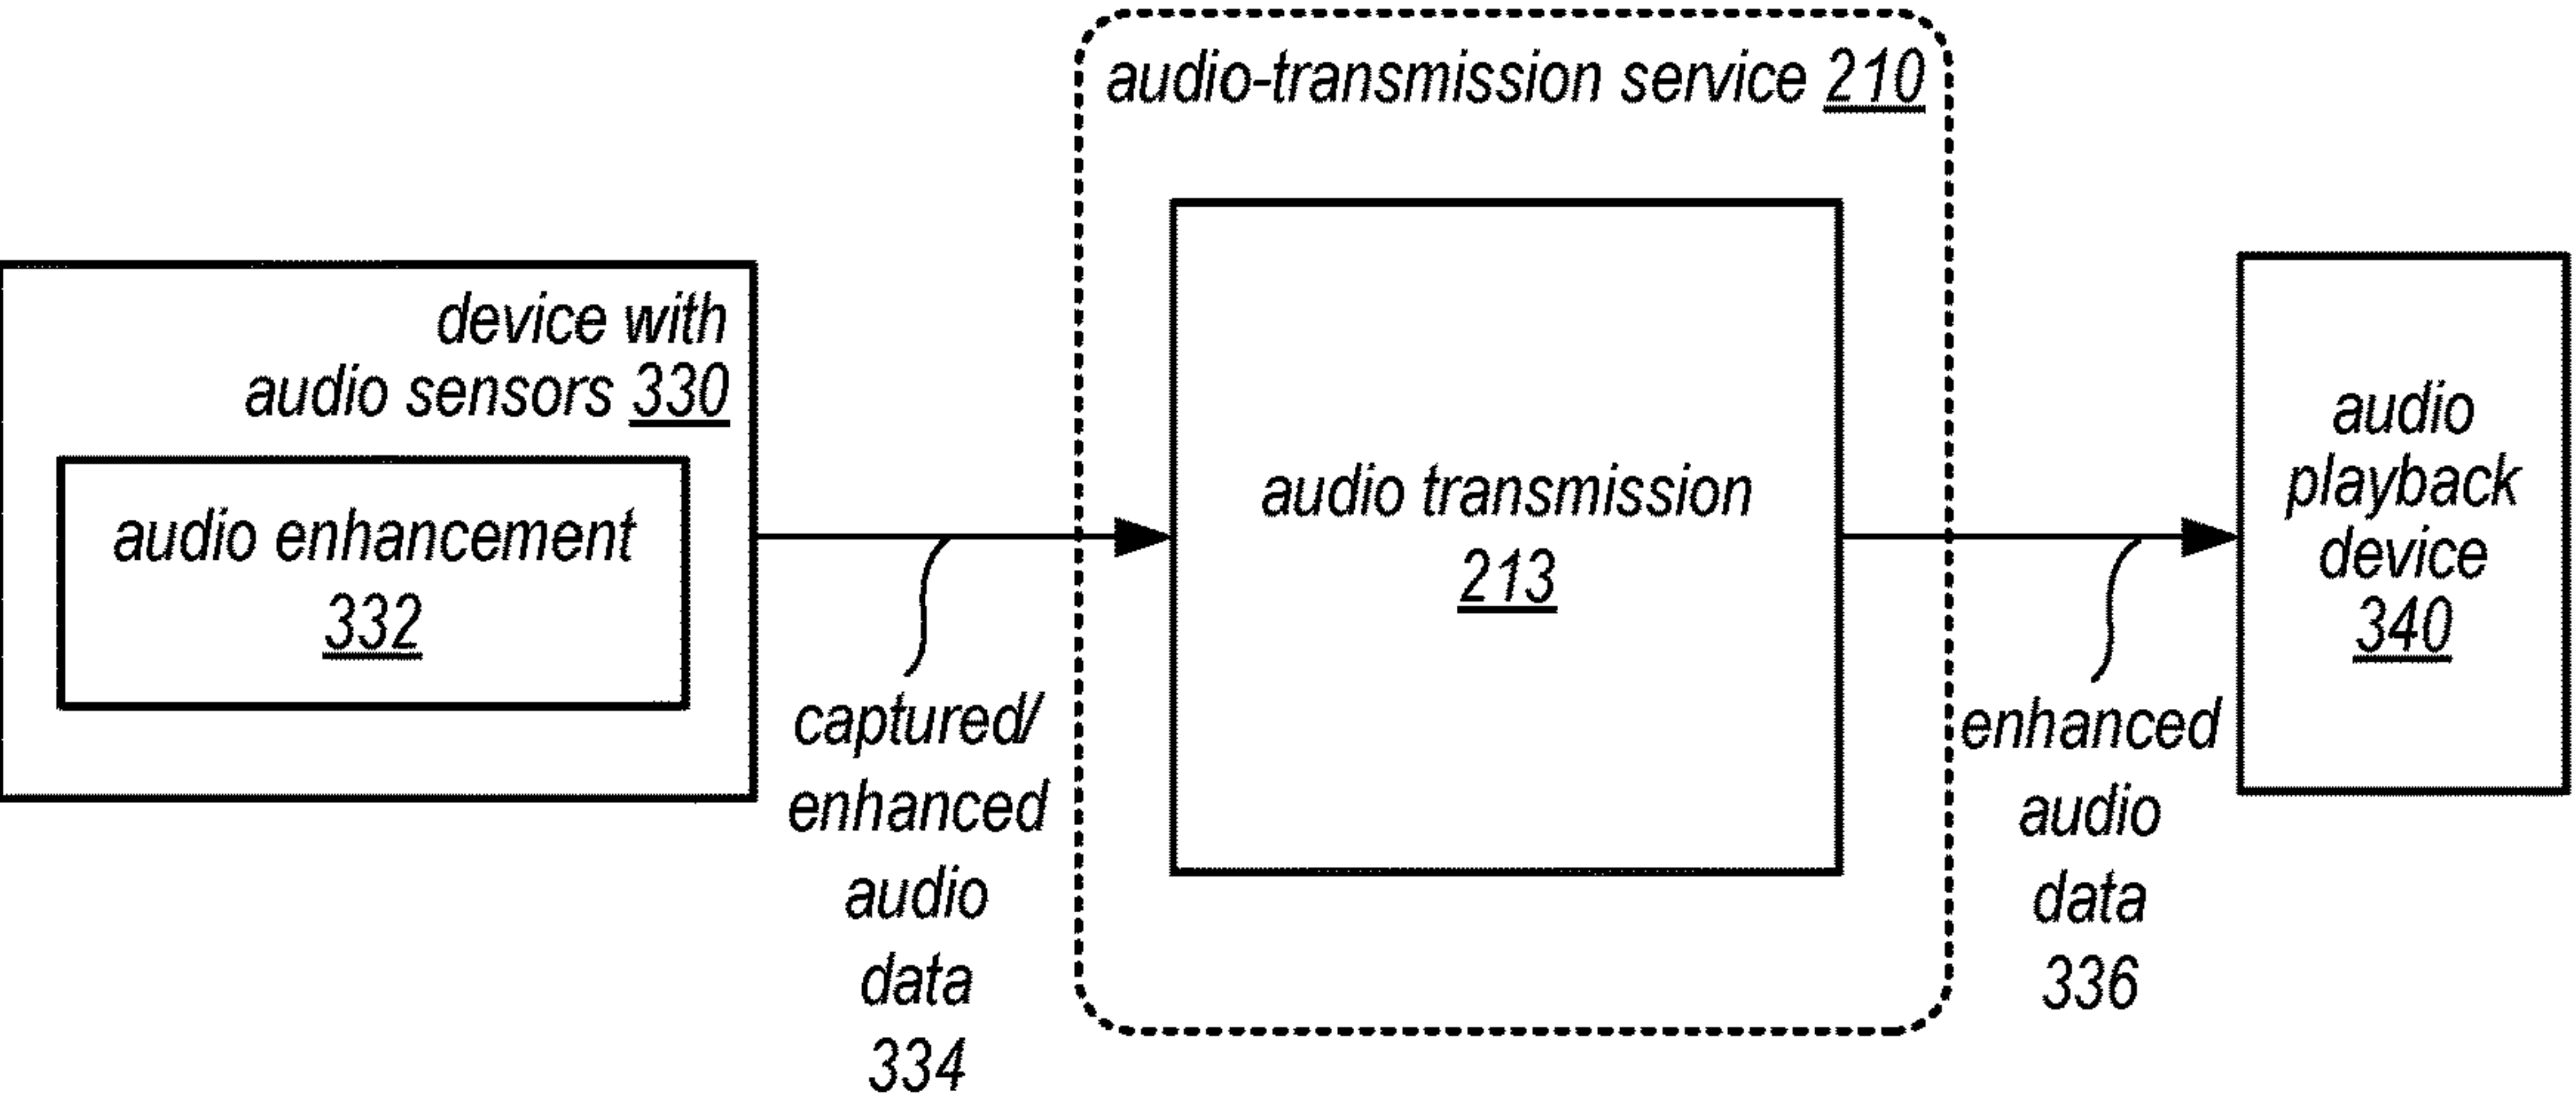 audio-transmission service 210
device with
audio sensors 330
audio enhancement
332
captured/
enhanced
audio
data
334
audio transmission
213
enhanced
audio
data
336
audio
playback
device
340